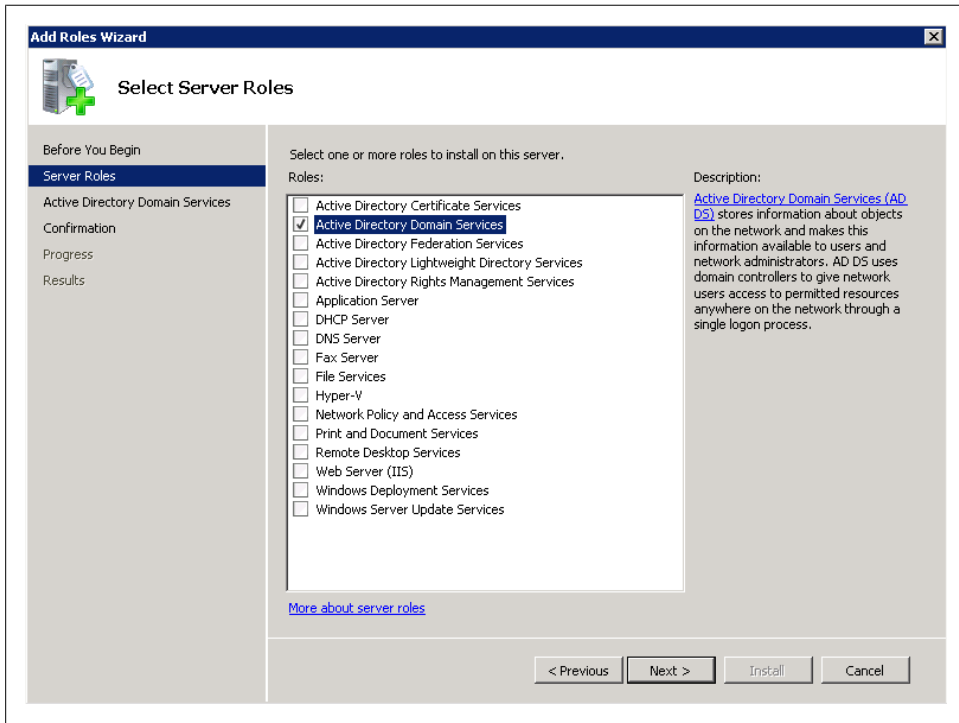 Add Roles Wizard
Select Server Roles
Before You Begin
Server Roles
Active Directory Domain Services
Confirmation
Progress
Results
Select one or more roles to install on this server.
Roles:
Active Directory Certificate Services
Active Directory Domain Services
Active Directory Federation Services
Active Directory Lightweight Directory Services
Active Directory Rights Management Services
Application Server
DHCP Server
DNS Server
Fax Server
File Services
Hyper-V
Network Policy and Access Services
Print and Document Services
Remote Desktop Services
Web Server (IIS)
Windows Deployment Services
Windows Server Update Services
More about server roles
Description:
Active Directory Domain Services (AD
DS) stores information about objects
on the network and makes this
information available to users and
network administrators. AD DS uses
domain controllers to give network
users access to permitted resources
anywhere on the network through a
single logon process.
< Previous
Next >
Install
Cancel